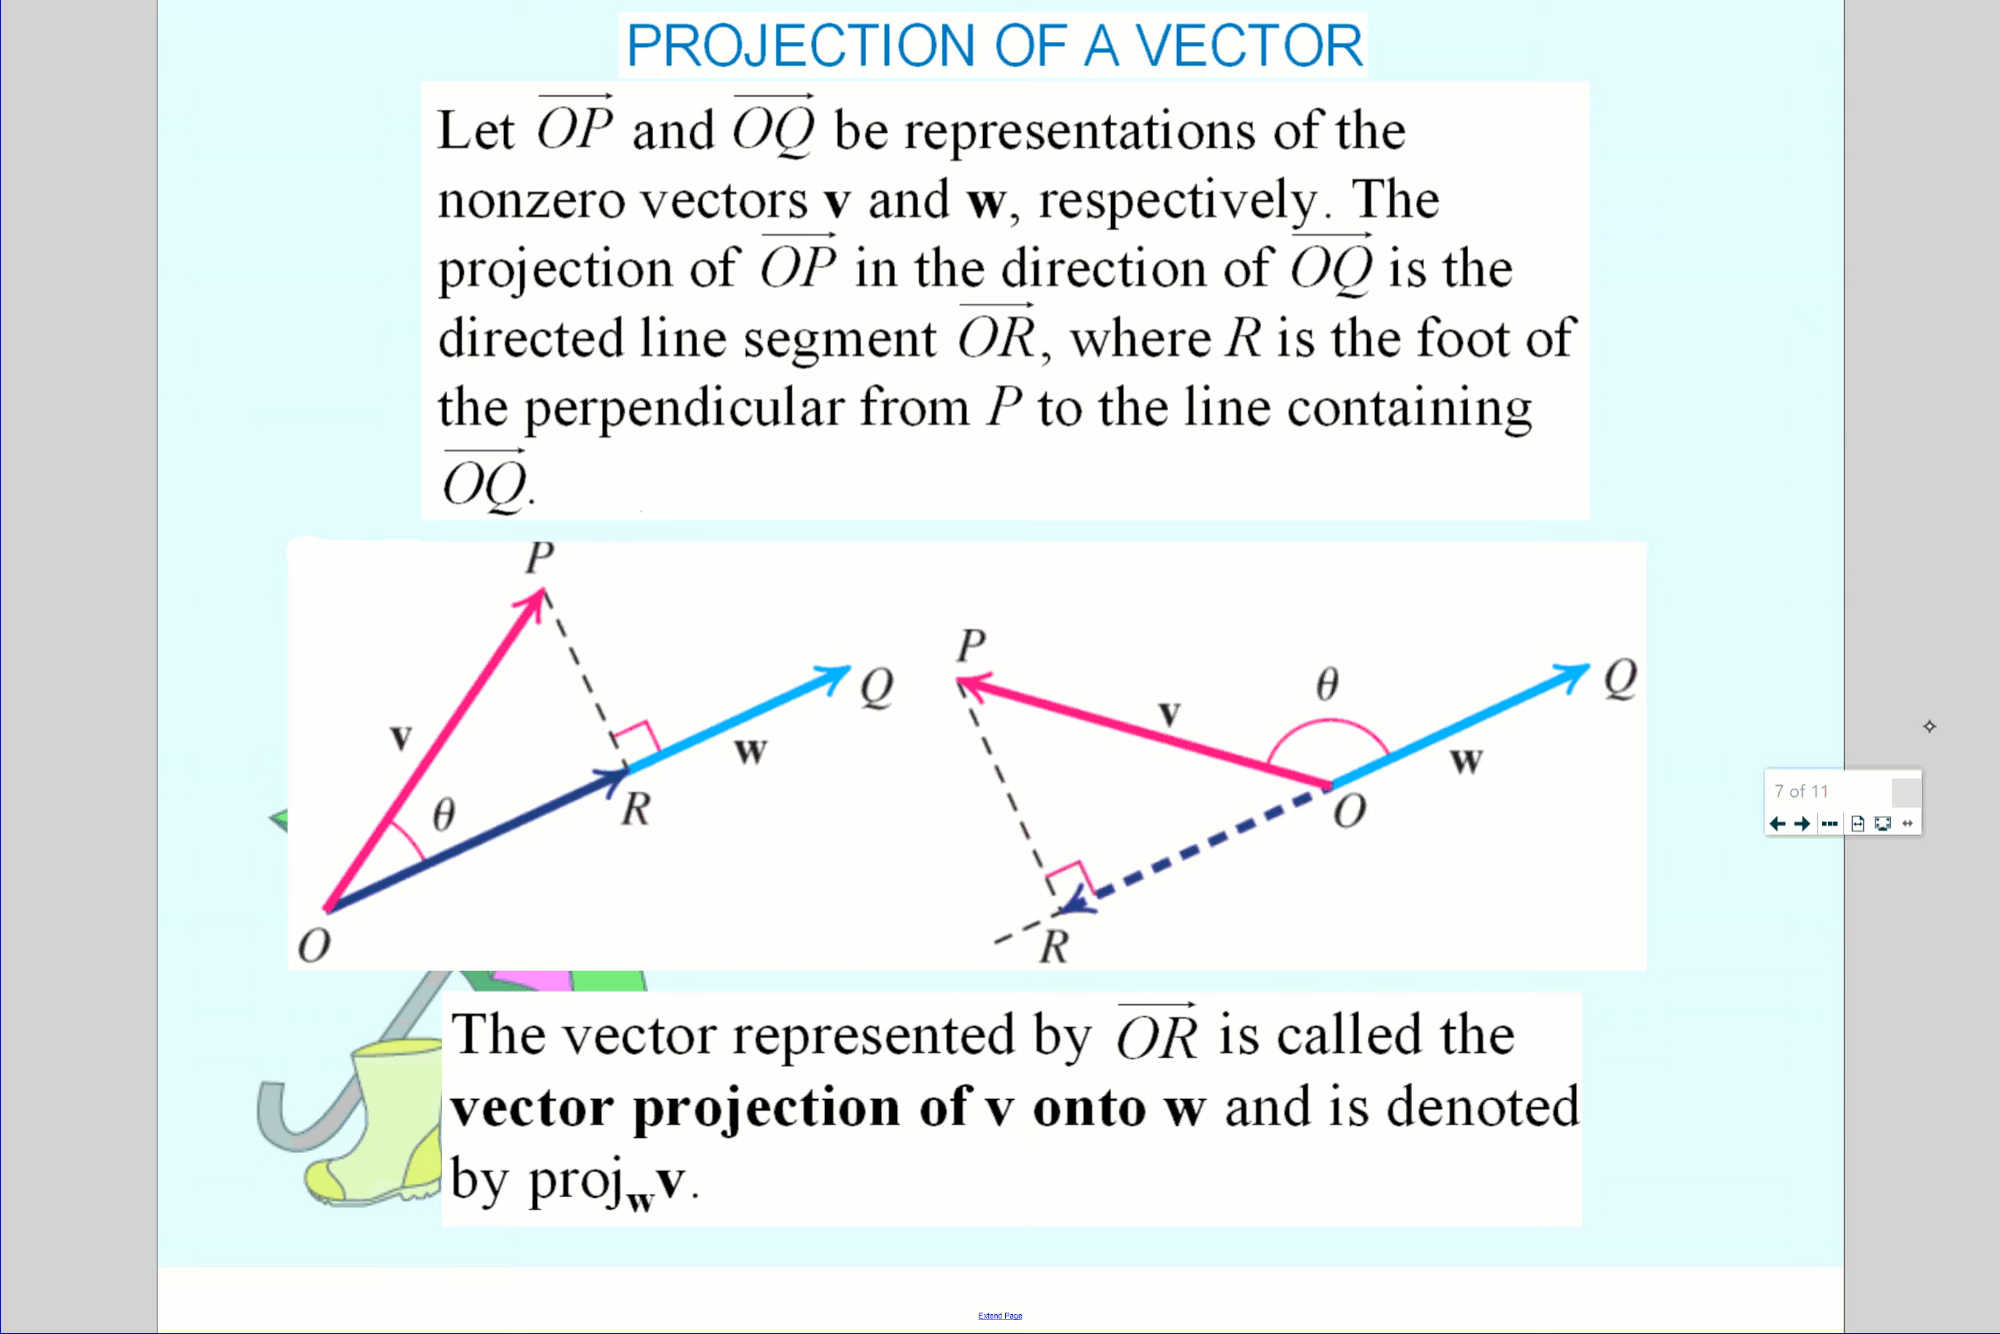 PROJECTION OF A VECTOR
Let OP and OQ be representations of the
nonzero vectors v and w, respectively. The
projection of OP in the direction of OQ is the
directed line segment OR, where R is the foot of
the perpendicular from P to the line containing
OQ.
P
Q
v
w
θ
R
O
P
Q
θ
v
w
O
R
7 of 11
The vector represented by OR is called the
vector projection of v onto w and is denoted
by projwv.
Extend Page